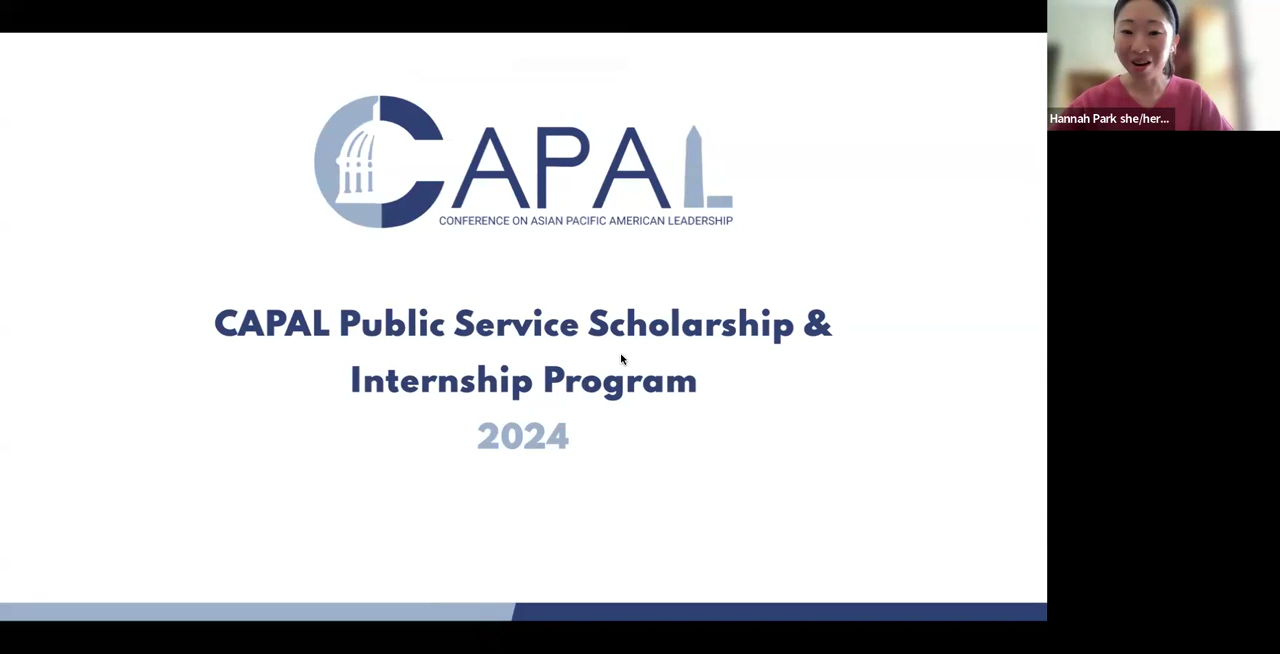 CAPAL
CONFERENCE ON ASIAN PACIFIC AMERICAN LEADERSHIP
CAPAL Public Service Scholarship &
Internship Program
2024
Hannah Park she/her...